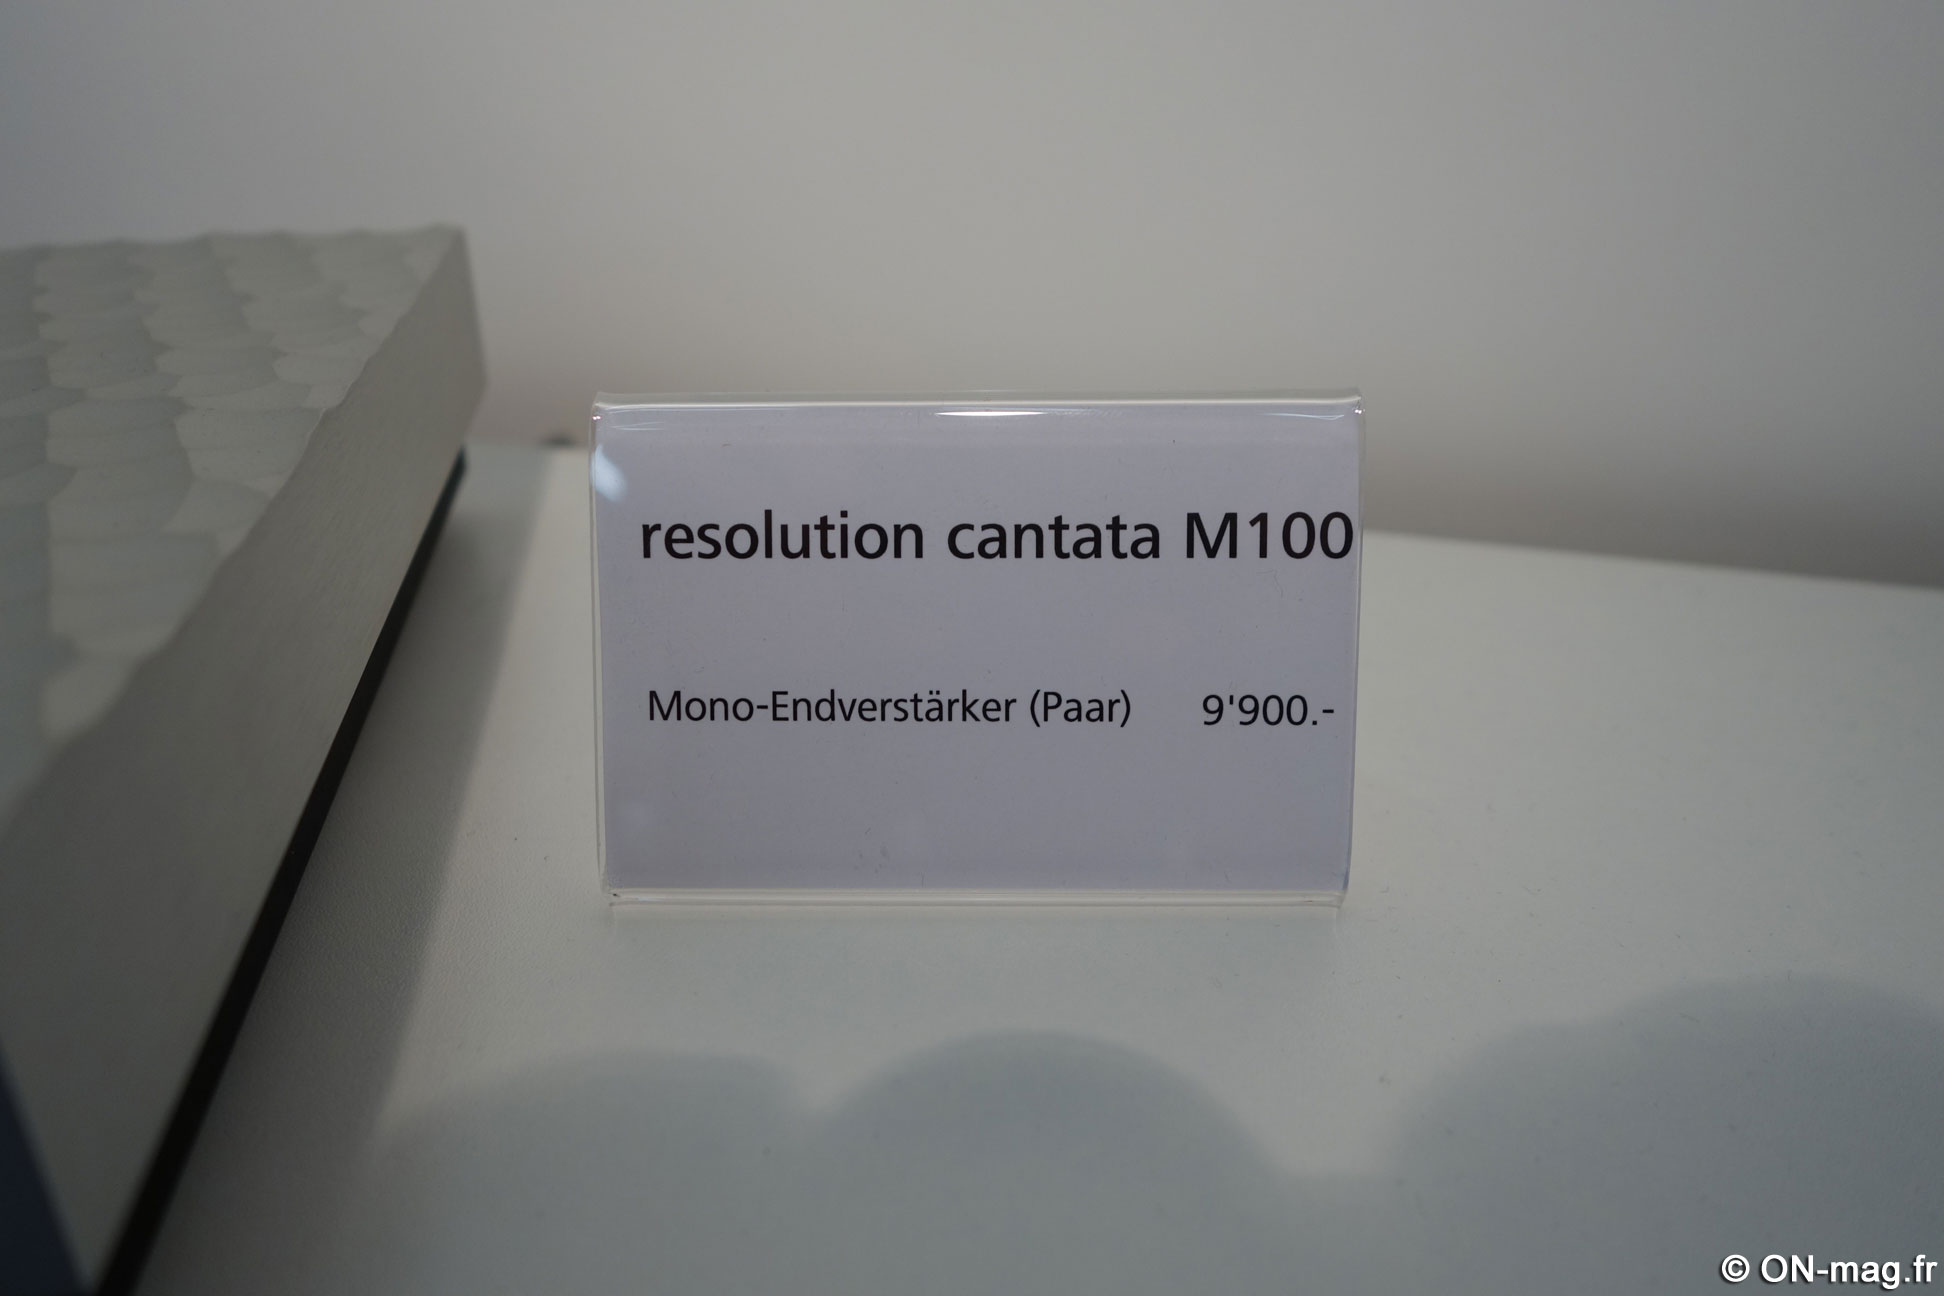 resolution cantata M100
Mono-Endverstärker (Paar) 9'900.-
© ON-mag.fr